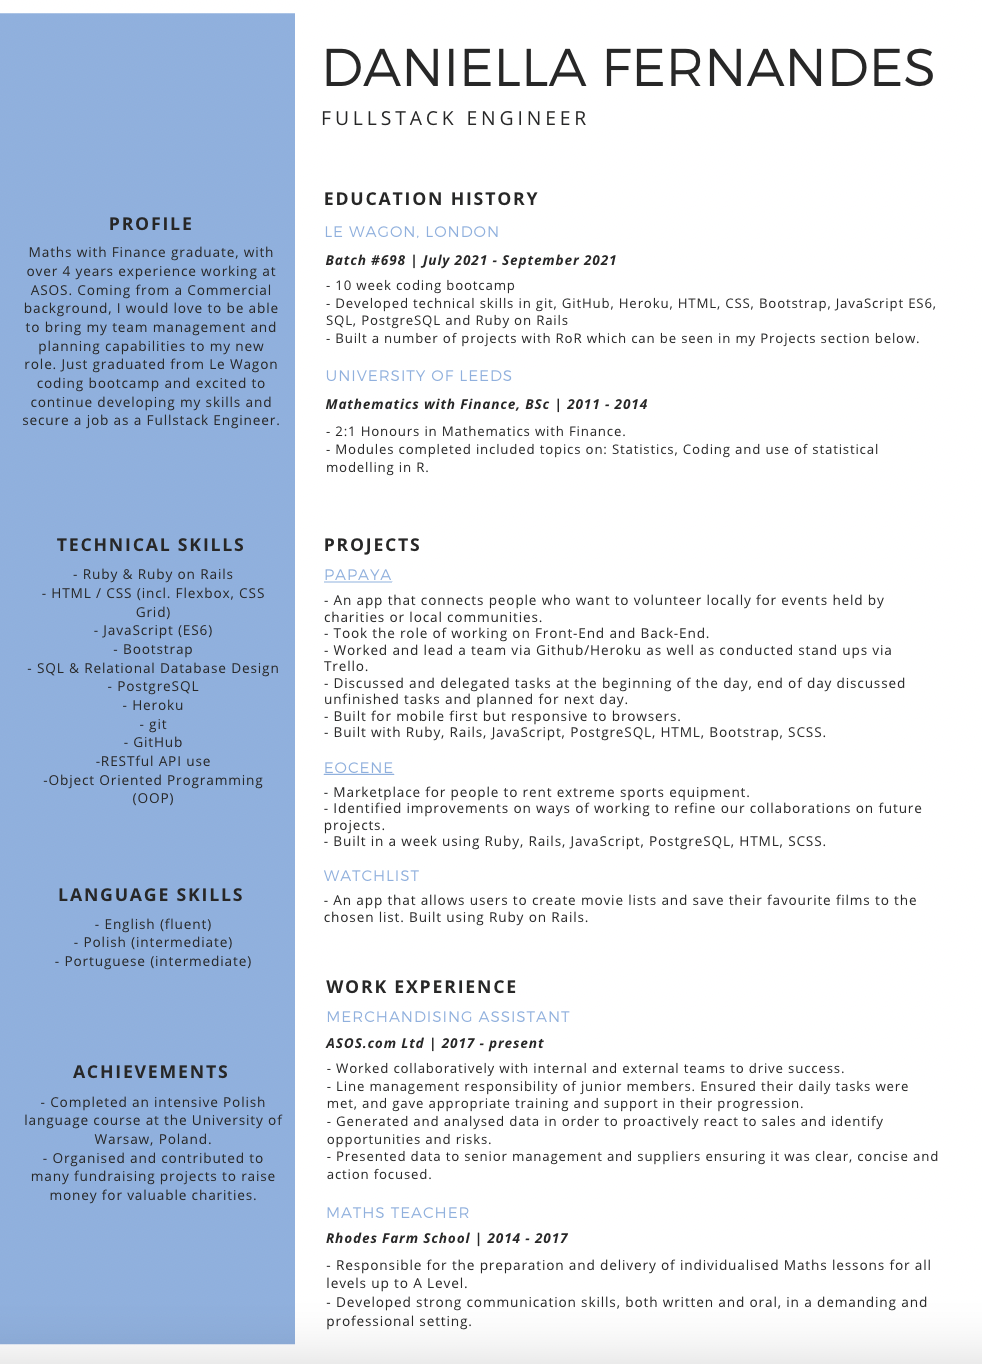 DANIELLA FERNANDES
FULLSTACK ENGINEER
PROFILE
Maths with Finance graduate, with
over 4 years experience working at
ASOS. Coming from a Commercial
background, I would love to be able
to bring my team management and
planning capabilities to my new
role. Just graduated from Le Wagon
coding bootcamp and excited to
continue developing my skills and
secure a job as a Fullstack Engineer.
TECHNICAL SKILLS
- Ruby & Ruby on Rails
- HTML / CSS (incl. Flexbox, CSS
Grid)
- JavaScript (ES6)
- Bootstrap
- SQL & Relational Database Design
- PostgreSQL
- Heroku
- git
- GitHub
-RESTful API use
-Object Oriented Programming
(OOP)
LANGUAGE SKILLS
- English (fluent)
- Polish (intermediate)
- Portuguese (intermediate)
ACHIEVEMENTS
- Completed an intensive Polish
language course at the University of
Warsaw, Poland.
- Organised and contributed to
many fundraising projects to raise
money for valuable charities.
EDUCATION HISTORY
LE WAGON, LONDON
Batch #698 | July 2021 - September 2021
- 10 week coding bootcamp
- Developed technical skills in git, GitHub, Heroku, HTML, CSS, Bootstrap, JavaScript ES6,
SQL, PostgreSQL and Ruby on Rails
- Built a number of projects with RoR which can be seen in my Projects section below.
UNIVERSITY OF LEEDS
Mathematics with Finance, BSc | 2011 - 2014
- 2:1 Honours in Mathematics with Finance.
- Modules completed included topics on: Statistics, Coding and use of statistical
modelling in R.
PROJECTS
PAPAYA
- An app that connects people who want to volunteer locally for events held by
charities or local communities.
- Took the role of working on Front-End and Back-End.
- Worked and lead a team via Github/Heroku as well as conducted stand ups via
Trello.
- Discussed and delegated tasks at the beginning of the day, end of day discussed
unfinished tasks and planned for next day.
- Built for mobile first but responsive to browsers.
- Built with Ruby, Rails, JavaScript, PostgreSQL, HTML, Bootstrap, SCSS.
EOCENE
- Marketplace for people to rent extreme sports equipment.
- Identified improvements on ways of working to refine our collaborations on future
projects.
- Built in a week using Ruby, Rails, JavaScript, PostgreSQL, HTML, SCSS.
WATCHLIST
- An app that allows users to create movie lists and save their favourite films to the
chosen list. Built using Ruby on Rails.
WORK EXPERIENCE
MERCHANDISING ASSISTANT
ASOS.com Ltd | 2017 - present
- Worked collaboratively with internal and external teams to drive success.
- Line management responsibility of junior members. Ensured their daily tasks were
met, and gave appropriate training and support in their progression.
- Generated and analysed data in order to proactively react to sales and identify
opportunities and risks.
- Presented data to senior management and suppliers ensuring it was clear, concise and
action focused.
MATHS TEACHER
Rhodes Farm School | 2014 - 2017
- Responsible for the preparation and delivery of individualised Maths lessons for all
levels up to A Level.
- Developed strong communication skills, both written and oral, in a demanding and
professional setting.